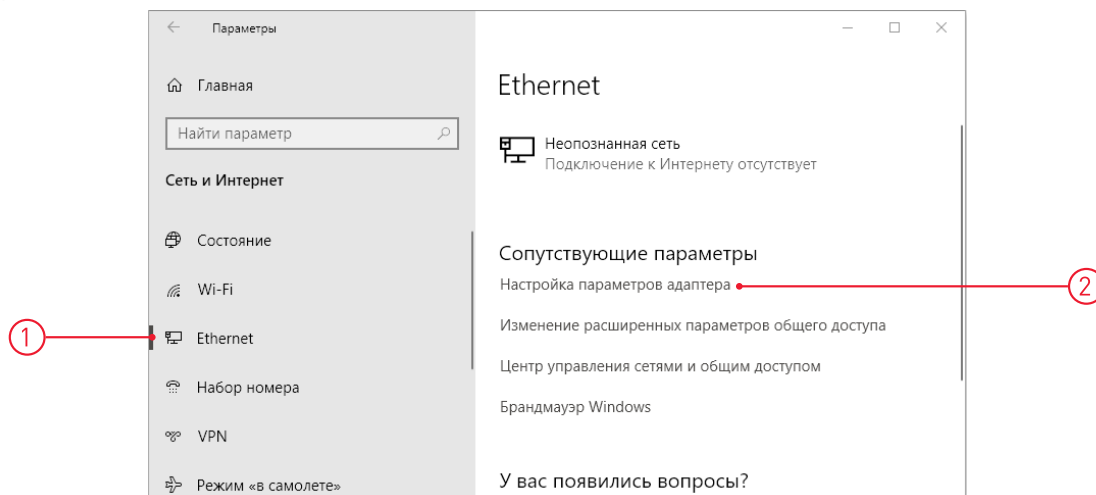 Параметры
Главная
Найти параметр
Сеть и Интернет
Состояние
Wi-Fi
1
Ethernet
Набор номера
VPN
Режим «в самолете»
Ethernet
Неопознанная сеть
Подключение к Интернету отсутствует
Сопутствующие параметры
Настройка параметров адаптера
2
Изменение расширенных параметров общего доступа
Центр управления сетями и общим доступом
Брандмауэр Windows
У вас появились вопросы?